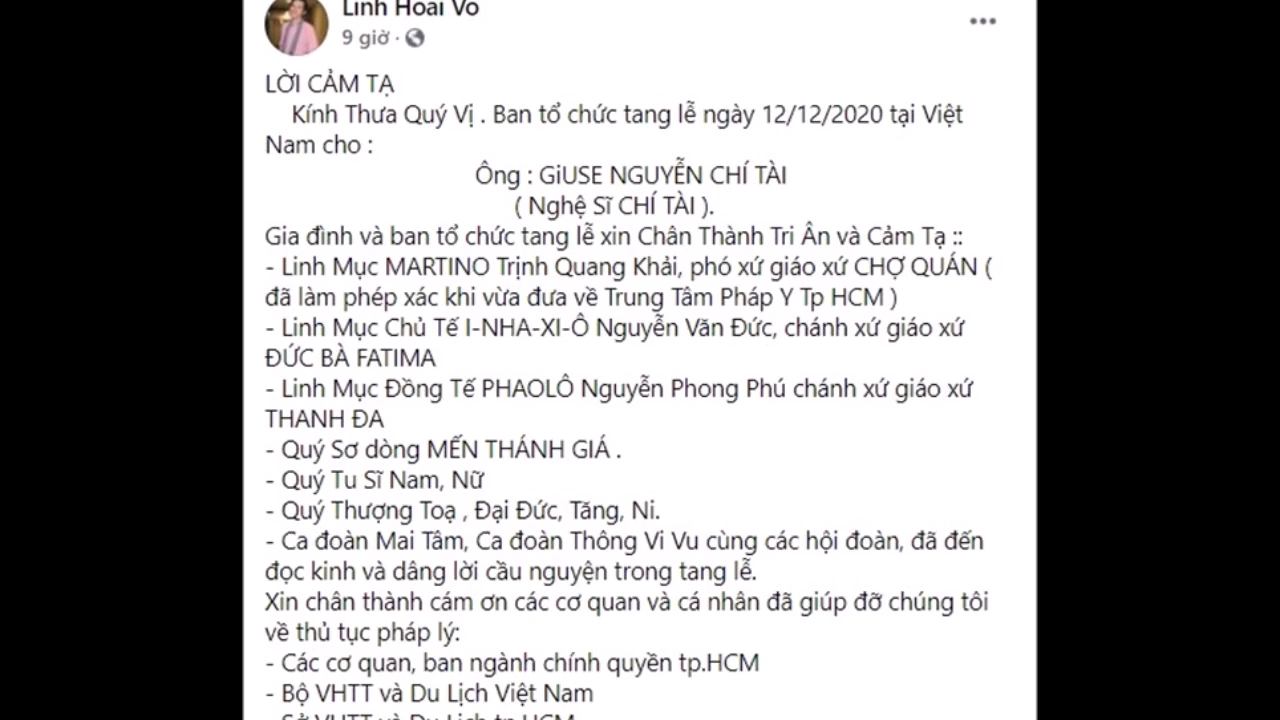 Linh Hoai Vo
9 giờ ·
LỜI CẢM TẠ
Kính Thưa Quý Vị . Ban tổ chức tang lễ ngày 12/12/2020 tại Việt
Nam cho :
Ông : GiUSE NGUYỄN CHÍ TÀI
( Nghệ Sĩ CHÍ TÀI ).
Gia đình và ban tổ chức tang lễ xin Chân Thành Tri Ân và Cảm Tạ ::
- Linh Mục MARTINO Trịnh Quang Khải, phó xứ giáo xứ CHỢ QUÁN (
đã làm phép xác khi vừa đưa về Trung Tâm Pháp Y Tp HCM )
- Linh Mục Chủ Tế I-NHA-XI-Ô Nguyễn Văn Đức, chánh xứ giáo xứ
ĐỨC BÀ FATIMA
- Linh Mục Đồng Tế PHAOLÔ Nguyễn Phong Phú chánh xứ giáo xứ
THANH ĐA
- Quý Sơ dòng MẾN THÁNH GIÁ .
- Quý Tu Sĩ Nam, Nữ
- Quý Thượng Toạ , Đại Đức, Tăng, Ni.
- Ca đoàn Mai Tâm, Ca đoàn Thông Vi Vu cùng các hội đoàn, đã đến
đọc kinh và dâng lời cầu nguyện trong tang lễ.
Xin chân thành cám ơn các cơ quan và cá nhân đã giúp đỡ chúng tôi
về thủ tục pháp lý:
- Các cơ quan, ban ngành chính quyền tp.HCM
- Bộ VHTT và Du Lịch Việt Nam
- Sở VHTT và Du Lịch tp HCM